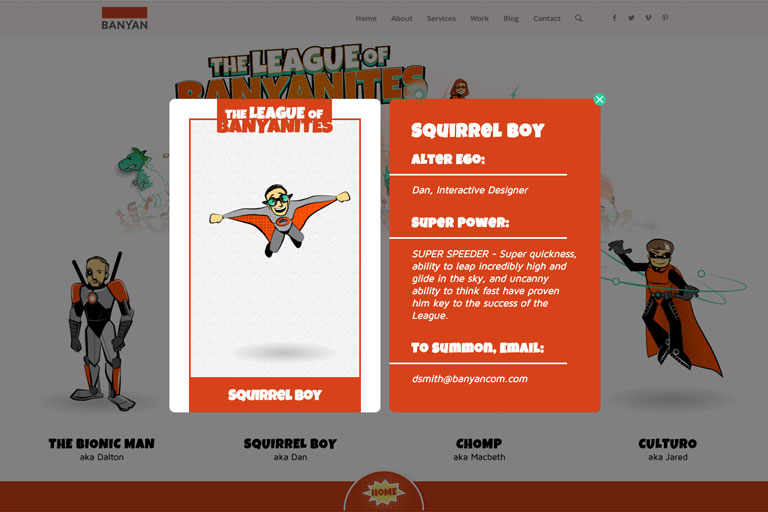 BANYAN
Home About Services Work Blog Contact
THE LEAGUE OF
BANYANITES
THE LEAGUE OF
BANYANITES
SQUIRREL BOY
SQUIRREL BOY
ALTER EGO:
Dan, Interactive Designer
SUPER POWER:
SUPER SPEEDER - Super quickness,
ability to leap incredibly high and
glide in the sky, and uncanny
ability to think fast have proven
him key to the success of the
League.
TO SUMMON, EMAIL:
dsmith@banyancom.com
THE BIONIC MAN
aka Dalton
SQUIRREL BOY
aka Dan
CHOMP
aka Macbeth
CULTURO
aka Jared
HOME